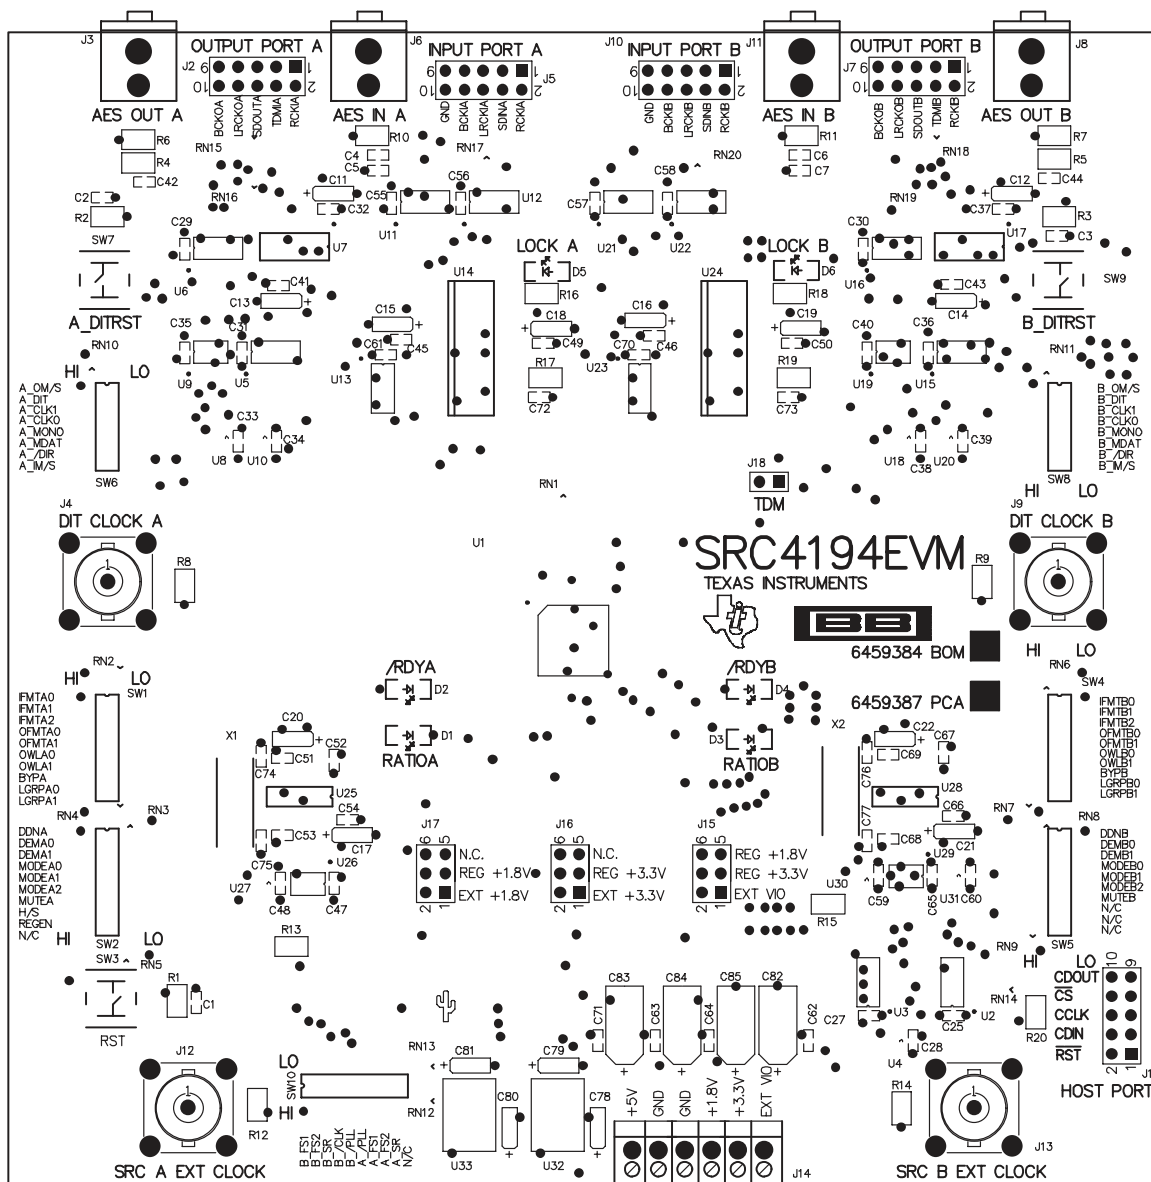 J3
J6
J10
J11
J8
OUTPUT PORT A
INPUT PORT A
INPUT PORT B
OUTPUT PORT B
J2
J5
J7
9
10
1
2
9
10
1
2
9
10
1
2
9
10
1
2
AES OUT A
BCKOA
LRCKOA
SDOUTA
TDMIA
RCKIA
AES IN A
GND
BCKIA
LRCKIA
SDINA
RCKIA
GND
BCKIB
LRCKIB
SDINB
RCKIB
AES IN B
BCKOB
LRCKOB
SDOUTB
TDMIB
RCKIB
AES OUT B
R6
R10
R11
R7
R4
RN15
C4
RN17
RN20
C6
RN18
R5
C42
C5
C7
C44
C2
RN16
C11
C55
C56
C57
C58
RN19
C12
R2
C32
U11
U12
C37
R3
SW7
C29
U7
U21
U22
C30
U17
C3
LOCK A
LOCK B
U6
C41
U14
D5
U24
D6
U16
C43
SW9
R16
R18
C13
C14
A_DITRST
B_DITRST
C15
C18
C16
C19
C35
C31
C45
C49
C46
C50
C40
C36
RN10
C61
C70
RN11
HI
LO
U9
U5
U13
R17
U23
R19
U19
U15
A_OM/S
A_DIT
A_CLK1
A_CLK0
A_MONO
A_MDAT
A_/DIR
A_IM/S
C72
C73
B_OM/S
B_DIT
B_CLK1
B_CLK0
B_MONO
B_MDAT
B_/DIR
B_IM/S
C33
C34
C39
U8
U10
U18
C38
U20
SW6
J18
SW8
RN1
HI
LO
TDM
J4
DIT CLOCK A
J9
DIT CLOCK B
U1
SRC4194EVM
TEXAS INSTRUMENTS
R8
R9
1
1
BB
6459384 BOM
6459387 PCA
HI
LO
RN2
HI
LO
SW1
/RDYA
D2
/RDYB
D4
RN6
SW4
IFMTA0
IFMTA1
IFMTA2
OFMTA0
OFMTA1
OWLA0
OWLA1
BYPA
LGRPA0
LGRPA1
X1
C20
C52
D1
RATIOA
D3
RATIOB
X2
C22
C67
IFMTB0
IFMTB1
IFMTB2
OFMTB0
OFMTB1
OWLB0
OWLB1
BYPB
LGRPB0
LGRPB1
C74
C51
C76
C69
U25
U28
RN4
RN3
C54
C77
C66
RN7
RN8
DDNA
DEMA0
DEMA1
MODEA0
MODEA1
MODEA2
MUTEA
H/S
REGEN
N/C
C53
C17
C68
C21
DDNB
DEMB0
DEMB1
MODEB0
MODEB1
MODEB2
MUTEB
N/C
N/C
N/C
J17
J16
J15
6
5
6
5
6
5
N.C.
REG +1.8V
EXT +1.8V
N.C.
REG +3.3V
EXT +3.3V
REG +1.8V
REG +3.3V
EXT VIO
2
1
2
1
2
1
C75
U26
U29
U27
C48
C47
U30
C59
C65
U31
C60
R15
R13
HI
LO
SW2
SW3
RN5
RN9
SW5
HI
LO
R1
C1
RST
C71
C83
C63
C84
C64
C85
C82
C62
C27
U3
C25
U2
RN14
R20
10
9
CDOUT
CS
CCLK
CDIN
RST
2
1
J1
HOST PORT
J12
LO
SW10
HI
RN13
C81
C79
U4
C28
R12
RN12
C80
C78
R14
1
1
+5V
GND
GND
+1.8V
+3.3V
EXT VIO
B_FS1
B_FS2
B_SR
B_/CLK
B_/PLL
A_/PLL
A_FS1
A_FS2
A_SR
N/C
U33
U32
J14
J13
SRC A EXT CLOCK
SRC B EXT CLOCK